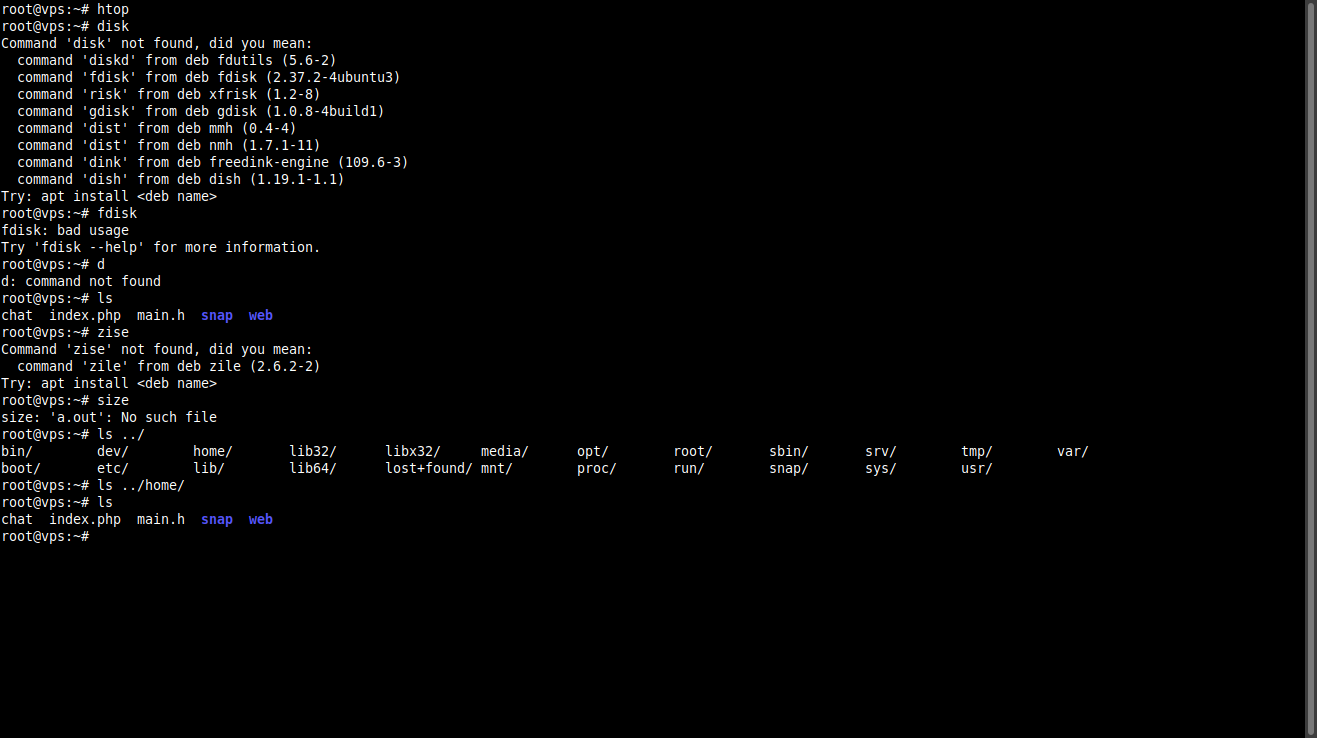 root@vps:~# htop
root@vps:~# disk
Command 'disk' not found, did you mean:
  command 'diskd' from deb fdutils (5.6-2)
  command 'fdisk' from deb fdisk (2.37.2-4ubuntu3)
  command 'risk' from deb xfrisk (1.2-8)
  command 'gdisk' from deb gdisk (1.0.8-4build1)
  command 'dist' from deb mmh (0.4-4)
  command 'dist' from deb nmh (1.7.1-11)
  command 'dink' from deb freedink-engine (109.6-3)
  command 'dish' from deb dish (1.19.1-1.1)
Try: apt install <deb name>
root@vps:~# fdisk
fdisk: bad usage
Try 'fdisk --help' for more information.
root@vps:~# d
d: command not found
root@vps:~# ls
chat  index.php  main.h  snap  web
root@vps:~# zise
Command 'zise' not found, did you mean:
  command 'zile' from deb zile (2.6.2-2)
Try: apt install <deb name>
root@vps:~# size
size: 'a.out': No such file
root@vps:~# ls ../
bin/        dev/        home/       lib32/      libx32/     media/      opt/        root/       sbin/       srv/        tmp/        var/
boot/       etc/        lib/        lib64/      lost+found/ mnt/        proc/       run/        snap/       sys/        usr/
root@vps:~# ls ../home/
root@vps:~# ls
chat  index.php  main.h  snap  web
root@vps:~#